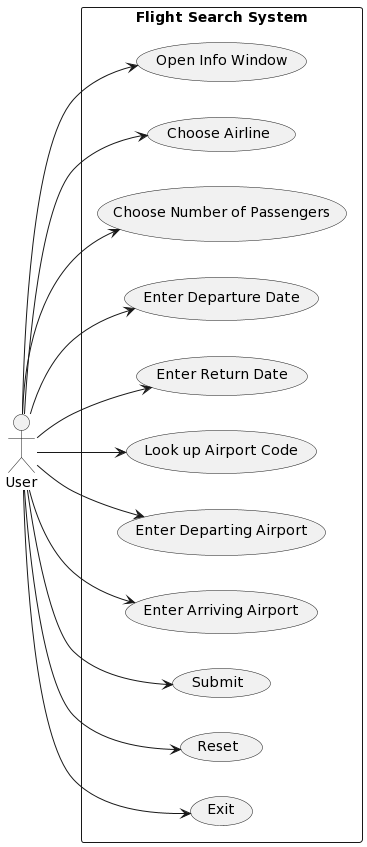 Flight Search System
Open Info Window
Choose Airline
Choose Number of Passengers
Enter Departure Date
Enter Return Date
Look up Airport Code
User
Enter Departing Airport
Enter Arriving Airport
Submit
Reset
Exit